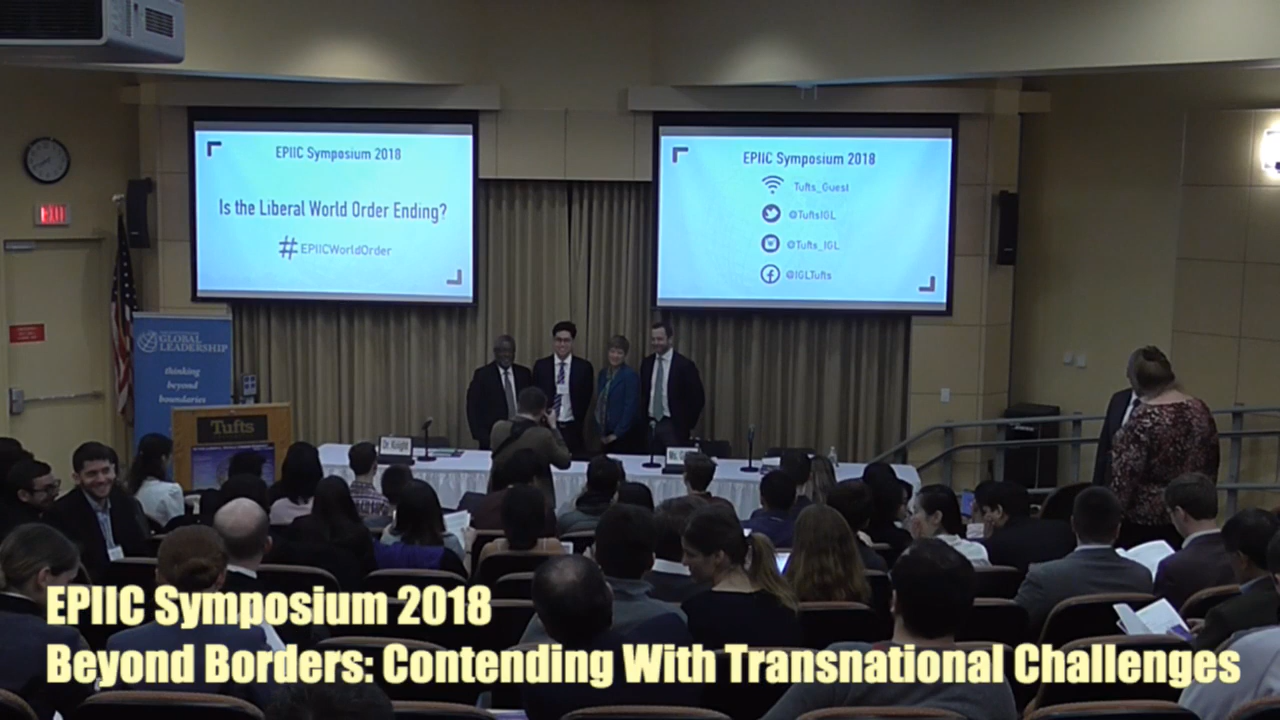 EPIIC Symposium 2018
Is the Liberal World Order Ending?
#EPIICWorldOrder
EPIIC Symposium 2018
Tufts_Guest
@TuftsIGL
@Tufts_IGL
@IGLTufts
EXIT
GLOBAL
LEADERSHIP
thinking
beyond
boundaries
Tufts
Dr. Knight
Ms.
EPIIC Symposium 2018
Beyond Borders: Contending With Transnational Challenges